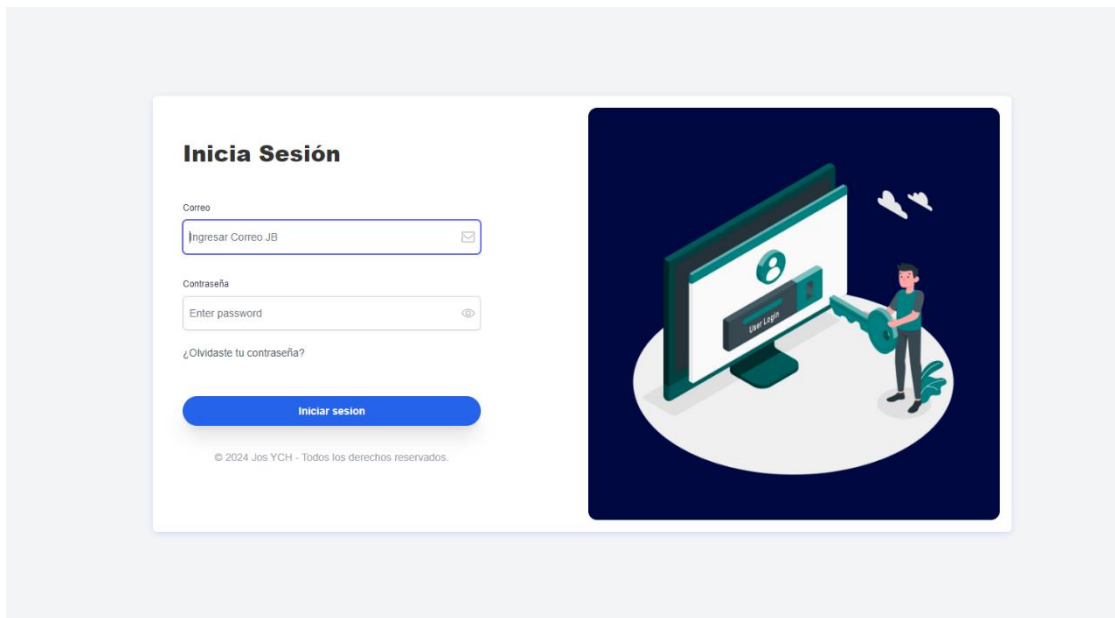 Inicia Sesión
Correo
Ingresar Correo JB
Contraseña
Enter password
¿Olvidaste tu contraseña?
Iniciar sesion
© 2024 Jos YCH - Todos los derechos reservados.
User Login